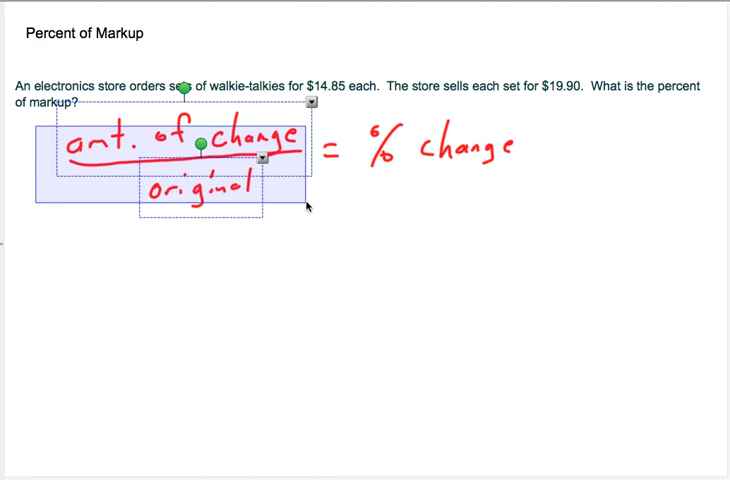 Percent of Markup
An electronics store orders sets of walkie-talkies for $14.85 each. The store sells each set for $19.90. What is the percent
of markup?
amt. of change
original
= % change